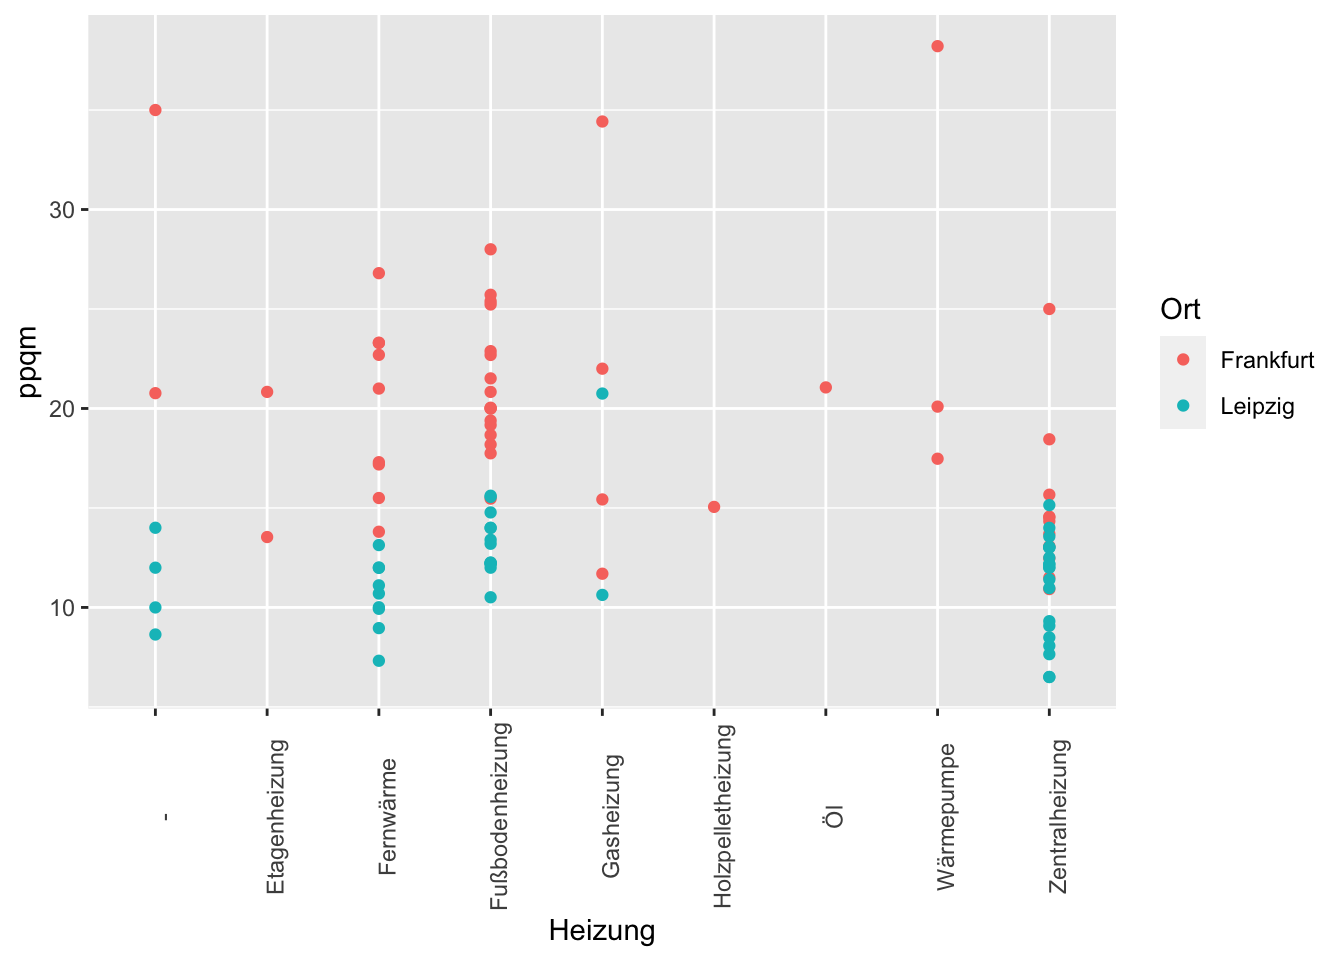 ppqm
30
20
10
-
Etagenheizung
Fernwärme
Fußbodenheizung
Gasheizung
Holzpelletheizung
Öl
Wärmepumpe
Zentralheizung
Heizung
Ort
Frankfurt
Leipzig